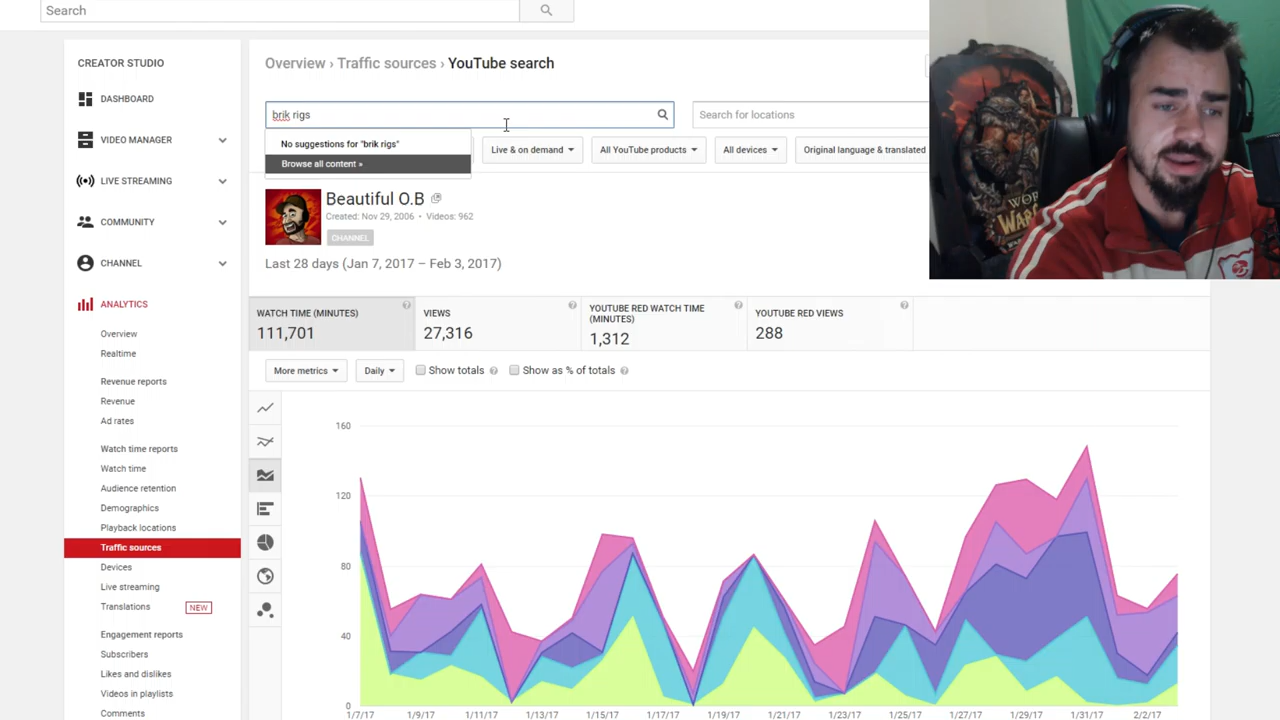 Search
CREATOR STUDIO
DASHBOARD
VIDEO MANAGER
LIVE STREAMING
COMMUNITY
CHANNEL
ANALYTICS
Overview
Realtime
Revenue reports
Revenue
Ad rates
Watch time reports
Watch time
Audience retention
Demographics
Playback locations
Traffic sources
Devices
Live streaming
Translations NEW
Engagement reports
Subscribers
Likes and dislikes
Videos in playlists
Comments
Overview › Traffic sources › YouTube search
brik rigs
Search for locations
No suggestions for "brik rigs"
Browse all content »
Live & on demand
All YouTube products
All devices
Original language & translated
Beautiful O.B
Created: Nov 29, 2006 • Videos: 962
CHANNEL
Last 28 days (Jan 7, 2017 – Feb 3, 2017)
WATCH TIME (MINUTES)
111,701
VIEWS
27,316
YOUTUBE RED WATCH TIME
(MINUTES)
1,312
YOUTUBE RED VIEWS
288
More metrics
Daily
Show totals
Show as % of totals
160
120
80
40
0
1/7/17 1/9/17 1/11/17 1/13/17 1/15/17 1/17/17 1/19/17 1/21/17 1/23/17 1/25/17 1/27/17 1/29/17 1/31/17 2/2/17